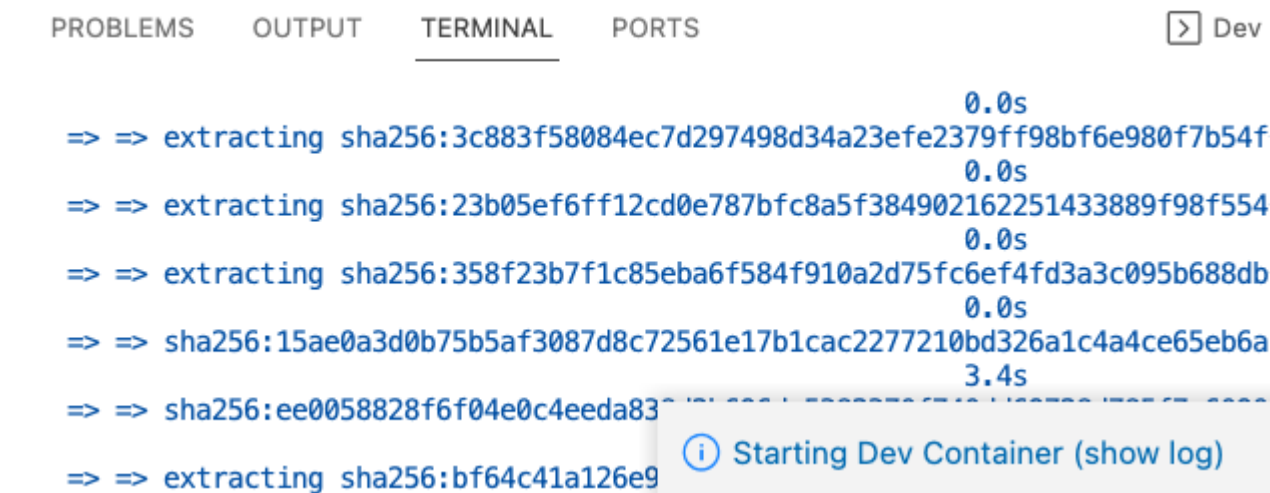 PROBLEMS OUTPUT TERMINAL PORTS Dev
0.0s
=> => extracting sha256:3c883f58084ec7d297498d34a23efe2379ff98bf6e980f7b54f
0.0s
=> => extracting sha256:23b05ef6ff12cd0e787bfc8a5f384902162251433889f98f554
0.0s
=> => extracting sha256:358f23b7f1c85eba6f584f910a2d75fc6ef4fd3a3c095b688db
0.0s
=> => sha256:15ae0a3d0b75b5af3087d8c72561e17b1cac2277210bd326a1c4a4ce65eb6a
3.4s
=> => sha256:ee0058828f6f04e0c4eeda83
Starting Dev Container (show log)
=> => extracting sha256:bf64c41a126e9